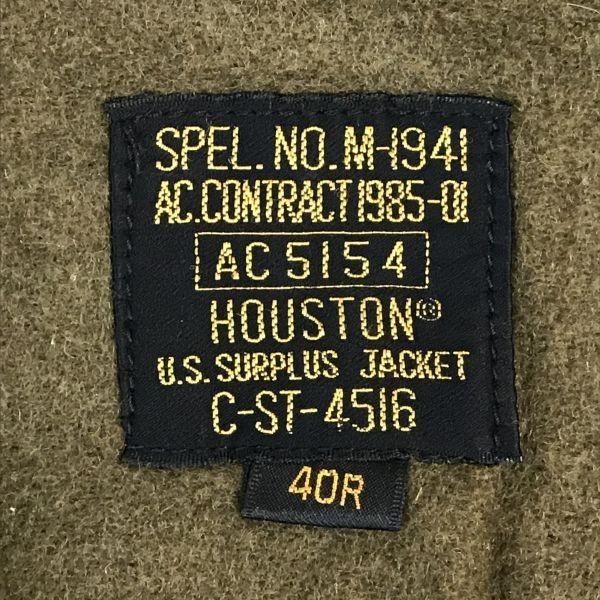 SPEL. NO. M-1941
AC.CONTRACT 1985-01
AC 5154
HOUSTON®
U.S. SURPLUS JACKET
C-ST-4516
40R